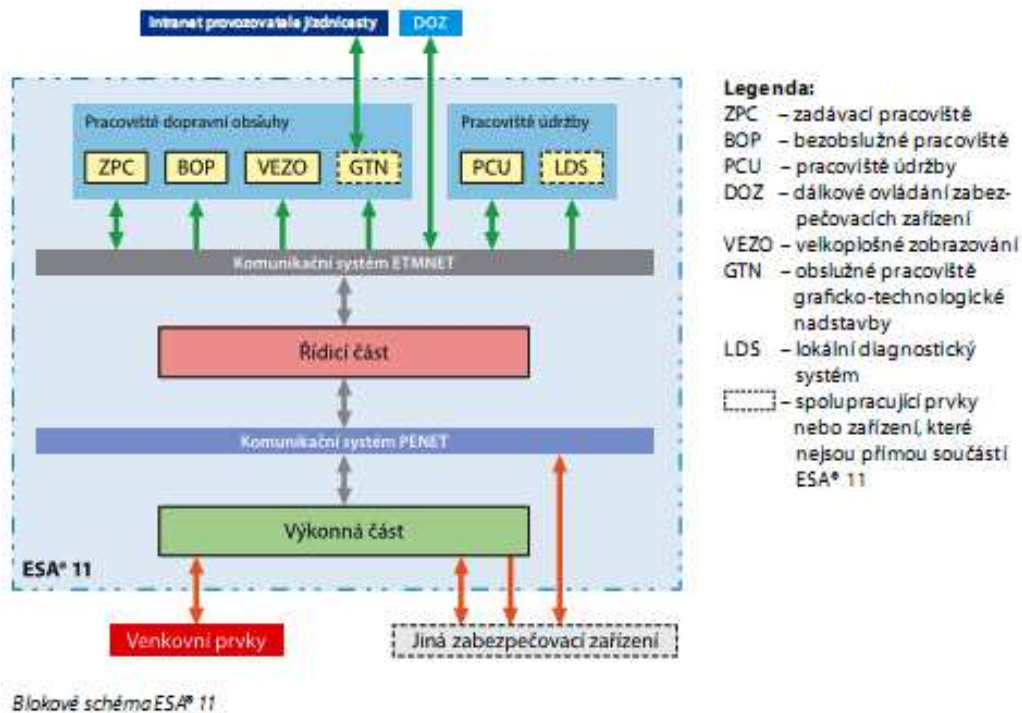 Intranet provozovatele jízdnicesty
DOZ
Pracoviště dopravní obsluhy
Pracoviště údržby
ZPC
BOP
VEZO
GTN
PCU
LDS
Komunikační systém ETMNET
Řídicí část
Komunikační systém PENET
Výkonná část
ESA® 11
Venkovní prvky
Jiná zabezpečovací zařízení
Blokové schéma ESA® 11
Legenda:
ZPC – zadávací pracoviště
BOP – bezobslužné pracoviště
PCU – pracoviště údržby
DOZ – dálkové ovládání zabez-
pečovacích zařízení
VEZO – velkoplošné zobrazování
GTN – obslužné pracoviště
graficko-technologické
nadstavby
LDS – lokální diagnostický
systém
– spolupracující prvky
nebo zařízení, které
nejsou přímou součástí
ESA® 11